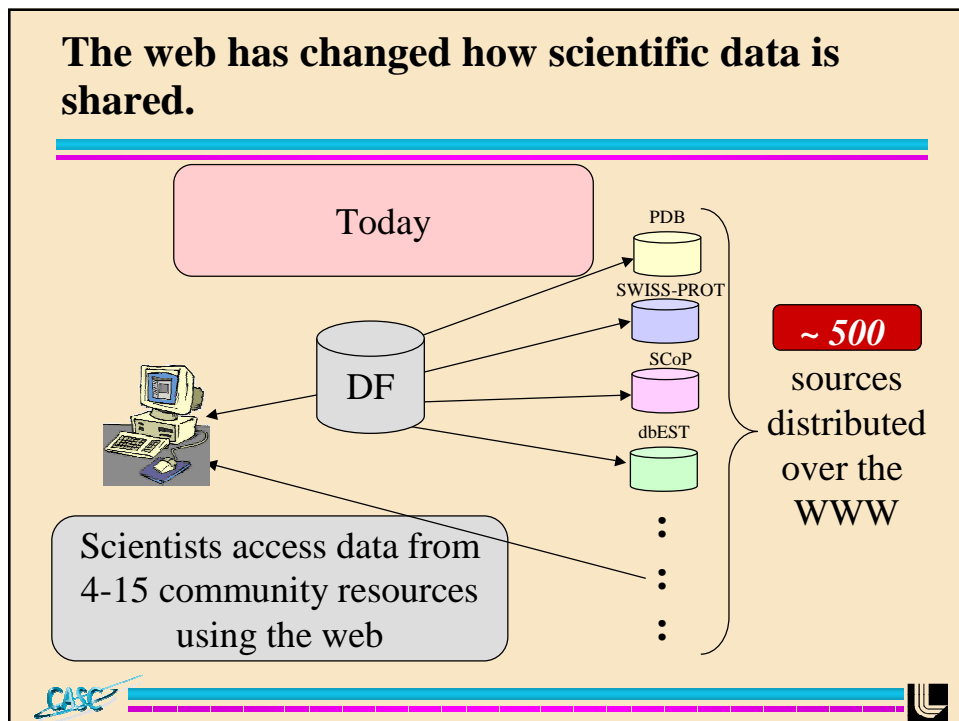 The web has changed how scientific data is
shared.
Today
PDB
SWISS-PROT
SCoP
dbEST
DF
~ 500
sources
distributed
over the
WWW
Scientists access data from
4-15 community resources
using the web
CASC